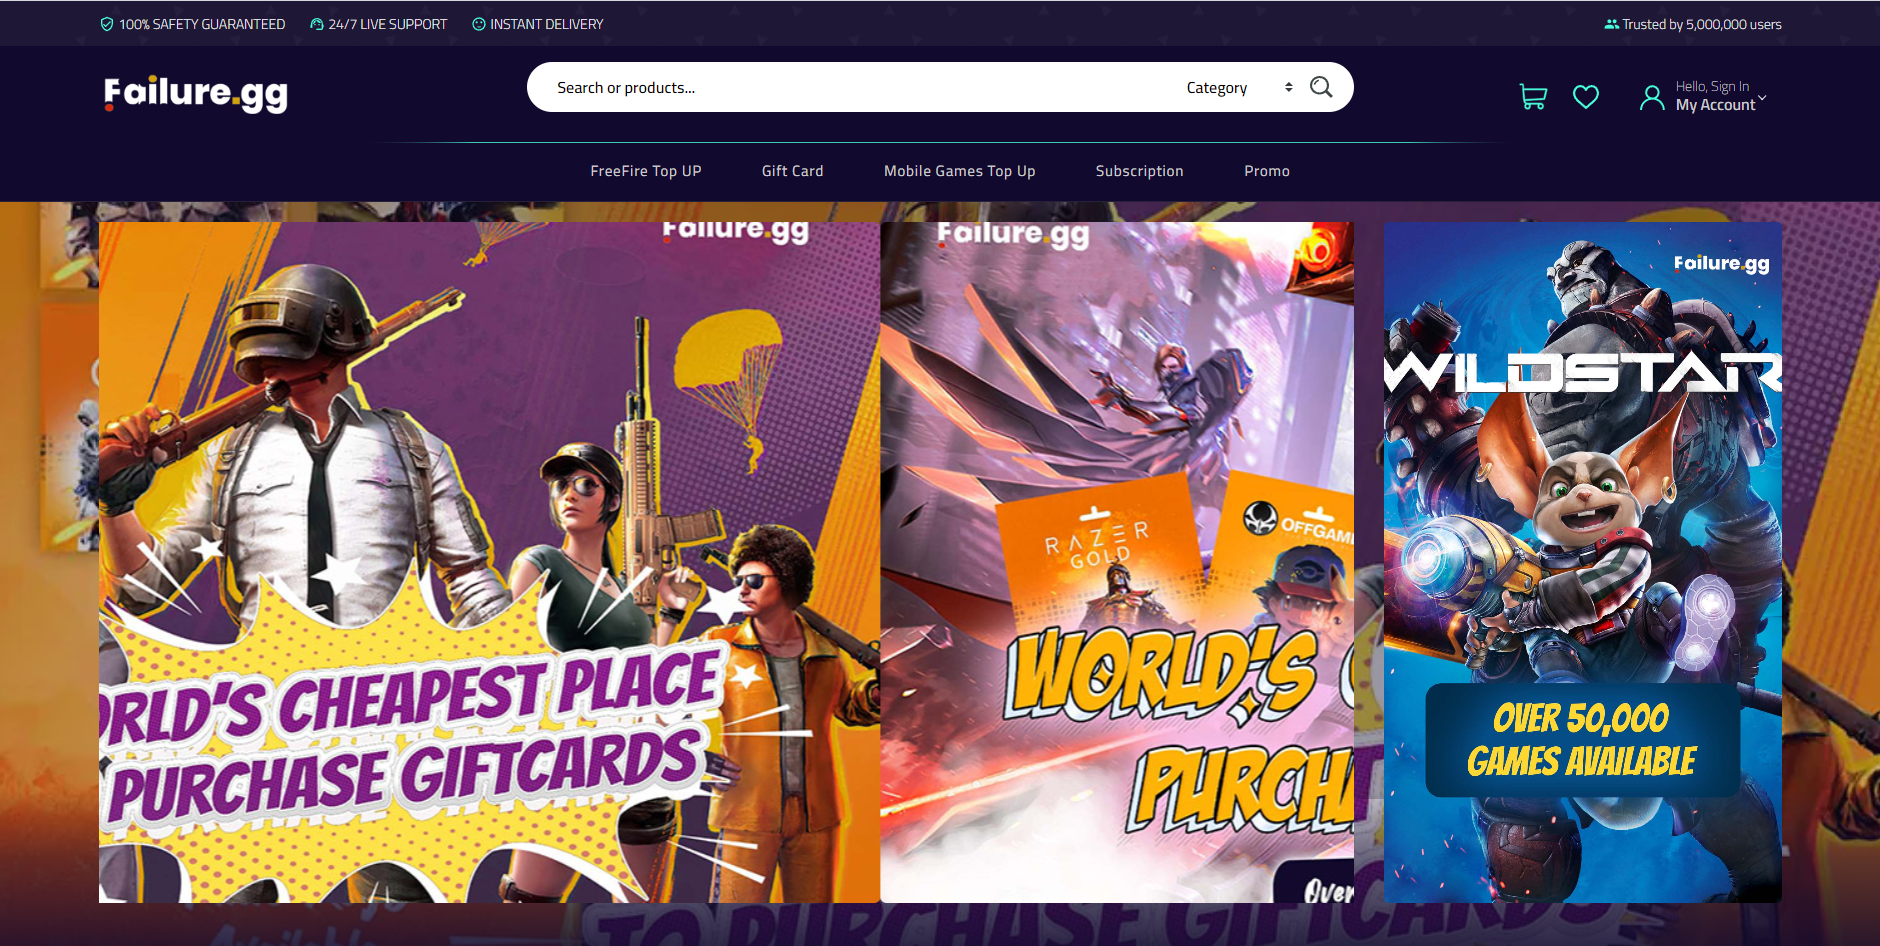 100% SAFETY GUARANTEED
24/7 LIVE SUPPORT
INSTANT DELIVERY
Trusted by 5,000,000 users
Failure.gg
Search or products...
Category
Hello, Sign In
My Account
FreeFire Top UP
Gift Card
Mobile Games Top Up
Subscription
Promo
Failure.gg
ORLD'S CHEAPEST PLACE
PURCHASE GIFTCARDS
Failure.gg
RAZER
GOLD
OFFGAM
WORLD'S
PURCH
Over
Failure.gg
WILDSTAR
OVER 50,000
GAMES AVAILABLE
Available
TO PURCHASE GIFTCARDS